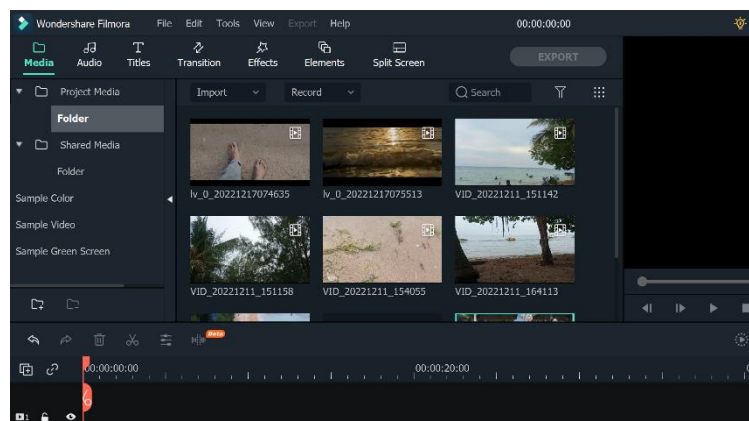 Wondershare Filmora File Edit Tools View Export Help 00:00:00:00
Media Audio Titles Transition Effects Elements Split Screen EXPORT
Project Media Import Record Search
Folder
Shared Media
Folder lv_0_20221217074635 lv_0_20221217075513 VID_20221211_151142
Sample Color
Sample Video
Sample Green Screen
VID_20221211_151158 VID_20221211_154055 VID_20221211_164113
Beta
00:00:00:00 00:00:20:00
1